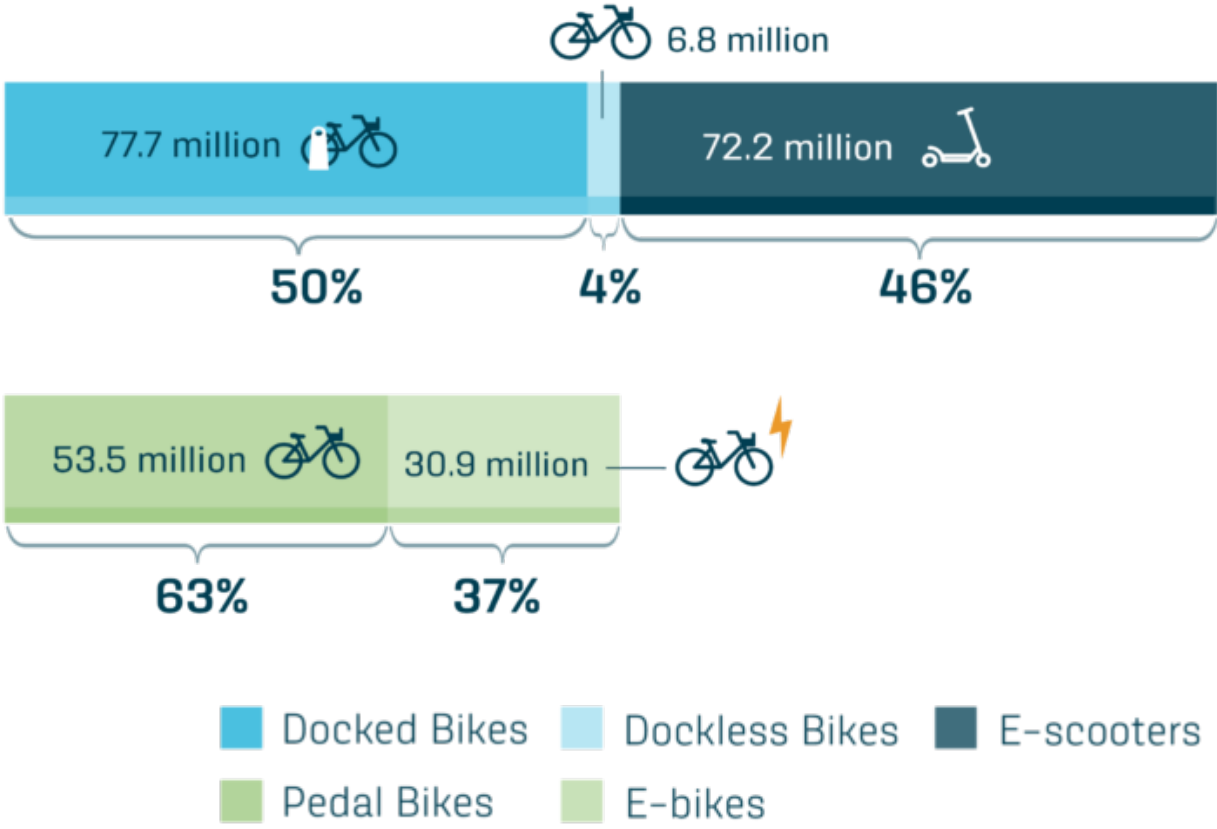 6.8 million
77.7 million
72.2 million
50%
4%
46%
53.5 million
30.9 million
63%
37%
Docked Bikes
Dockless Bikes
E-scooters
Pedal Bikes
E-bikes